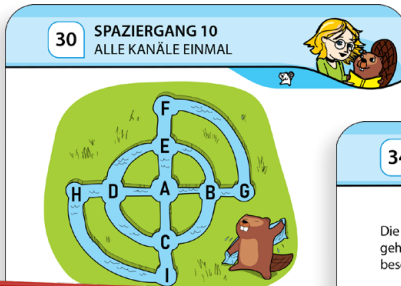 30
SPAZIERGANG 10
ALLE KANÄLE EINMAL
F
E
H D A B G
C
I
34
Die
geh
bes